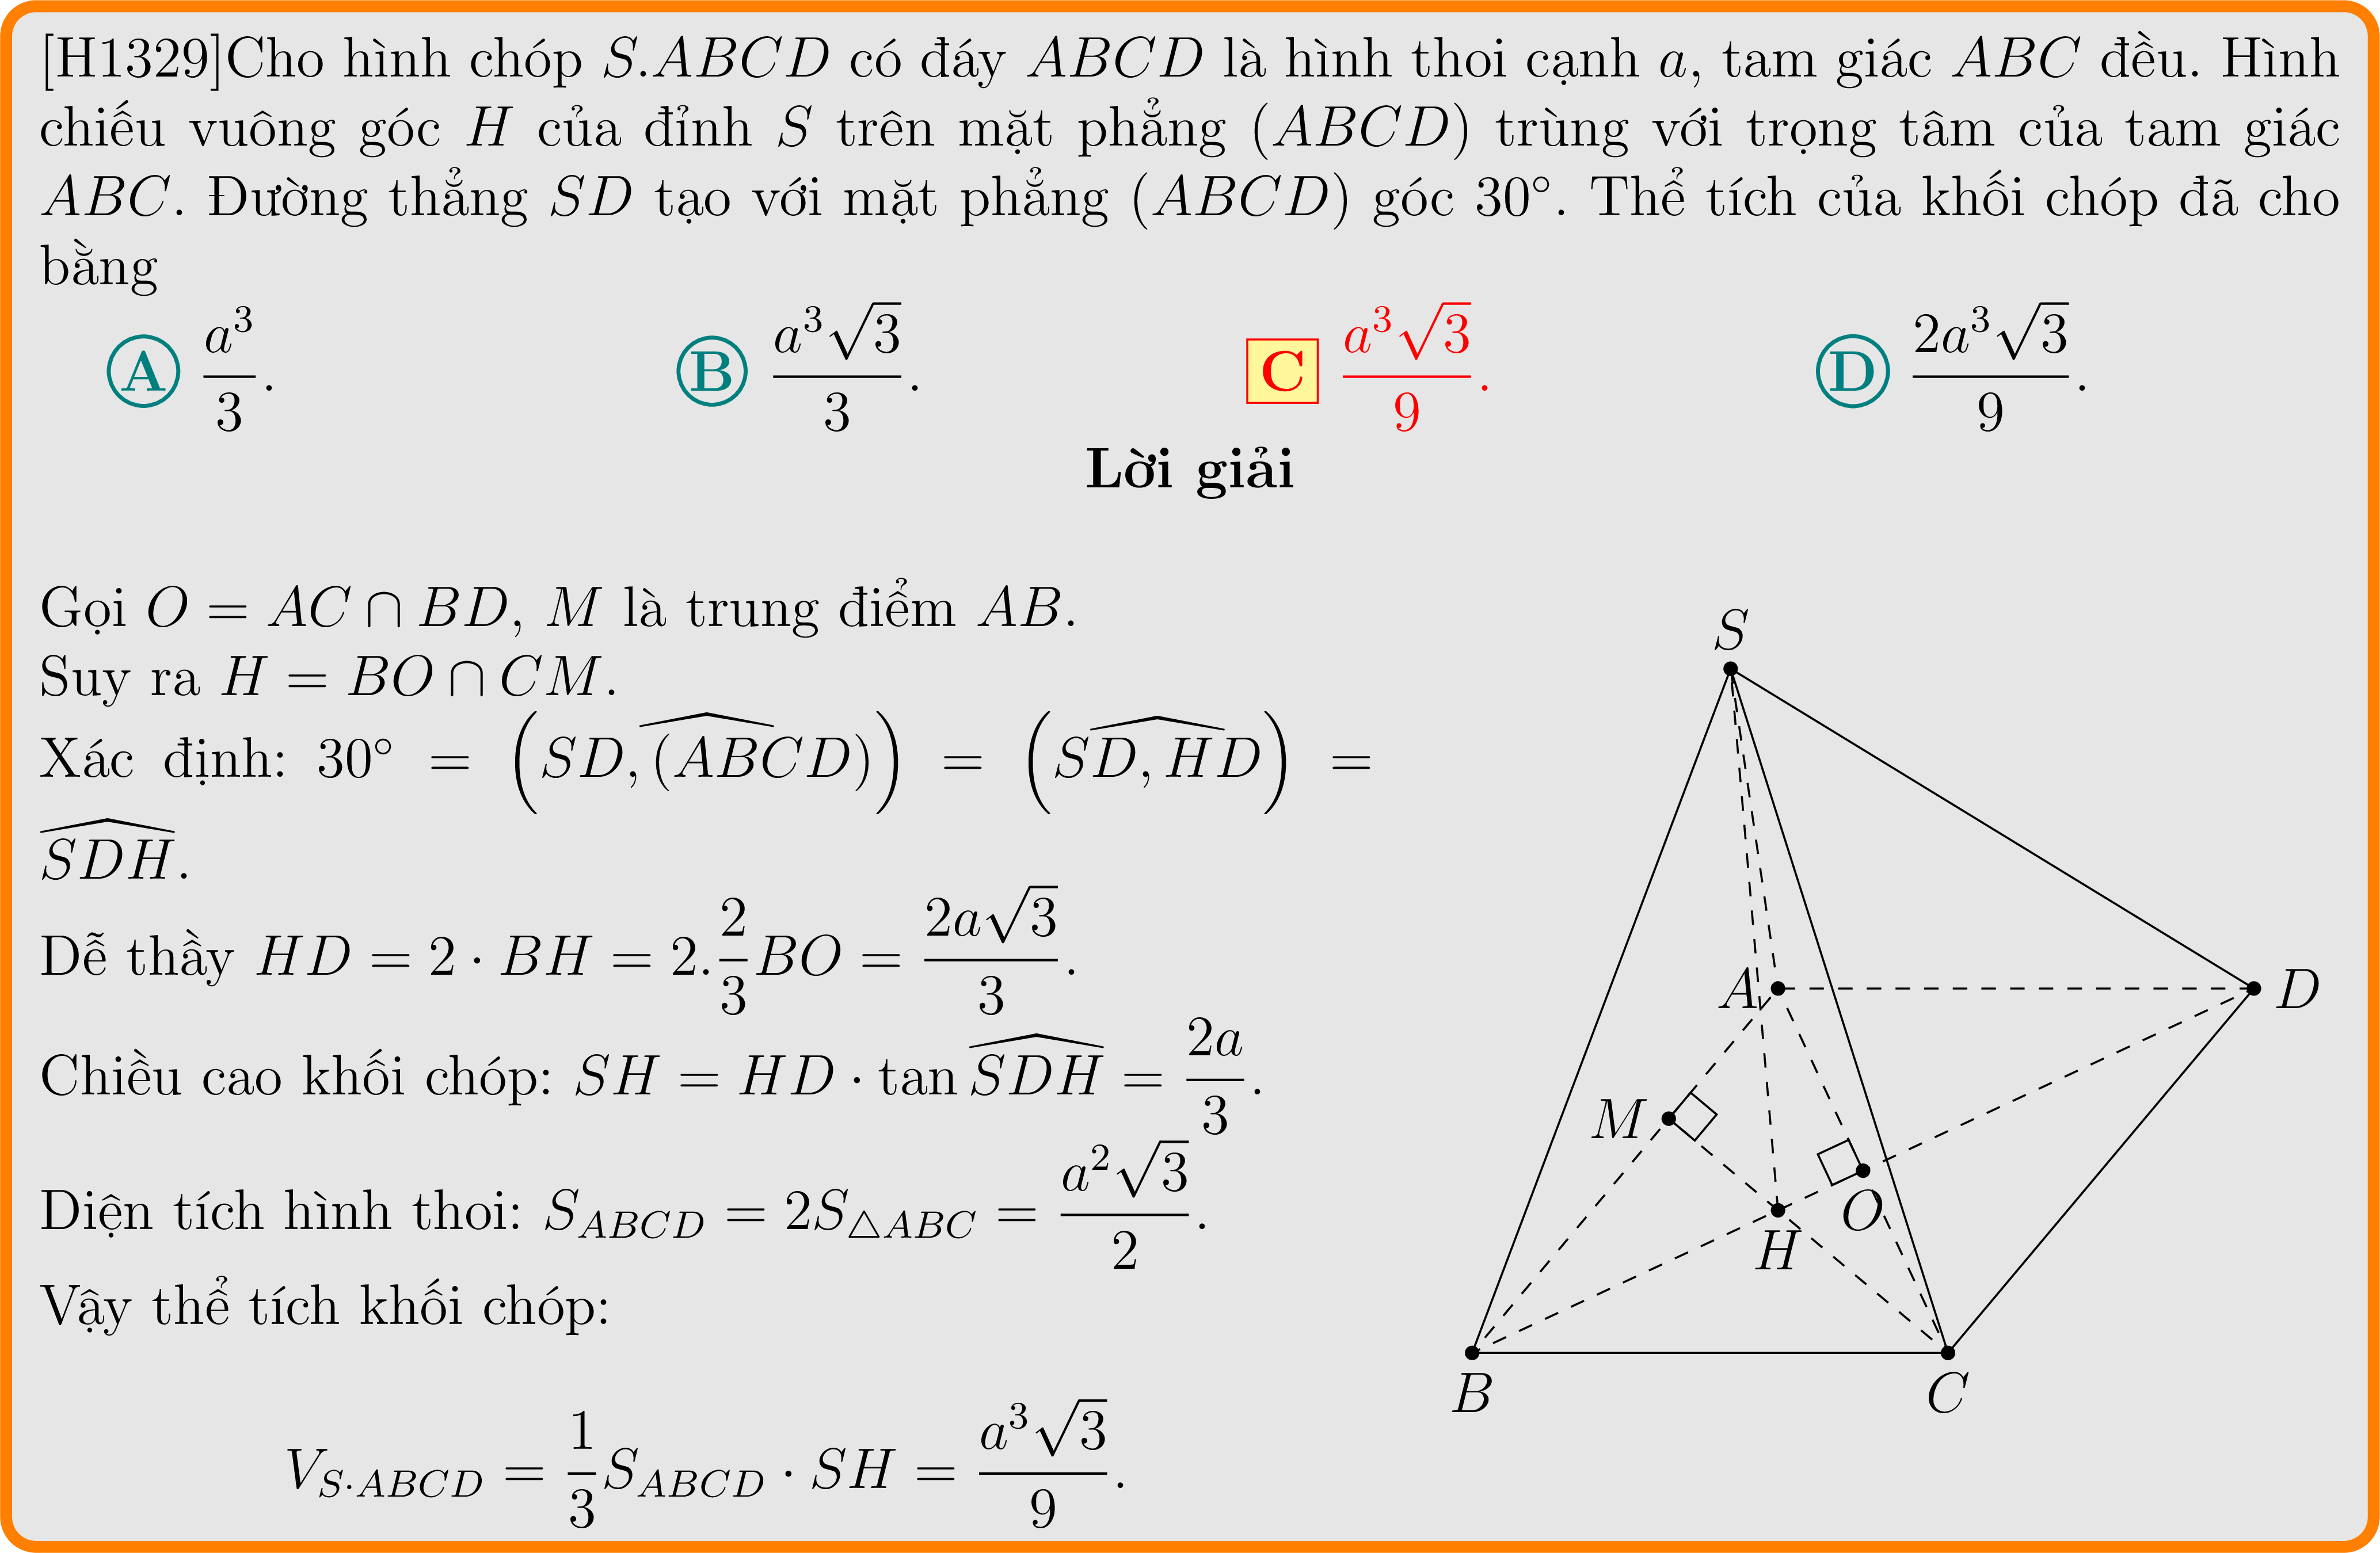 [H1329]Cho hình chóp S.ABCD có đáy ABCD là hình thoi cạnh a, tam giác ABC đều. Hình
chiếu vuông góc H của đỉnh S trên mặt phẳng (ABCD) trùng với trọng tâm của tam giác
ABC. Đường thẳng SD tạo với mặt phẳng (ABCD) góc 30°. Thể tích của khối chóp đã cho
bằng
A $\frac{a^3}{3}$. B $\frac{a^3\sqrt{3}}{3}$. C $\frac{a^3\sqrt{3}}{9}$. D $\frac{2a^3\sqrt{3}}{9}$.
Lời giải
Gọi O = AC ∩ BD, M là trung điểm AB.
Suy ra H = BO ∩ CM.
Xác định: 30° = $\left(\widehat{SD, (ABCD)}\right)$ = $\left(\widehat{SD, HD}\right)$ =
$\widehat{SDH}$.
Dễ thầy HD = 2 · BH = 2.$\frac{2}{3}$BO = $\frac{2a\sqrt{3}}{3}$.
Chiều cao khối chóp: SH = HD · tan $\widehat{SDH}$ = $\frac{2a}{3}$.
Diện tích hình thoi: $S_{ABCD} = 2S_{\triangle ABC} = \frac{a^2\sqrt{3}}{2}$.
Vậy thể tích khối chóp:
$V_{S \cdot ABCD} = \frac{1}{3}S_{ABCD} \cdot SH = \frac{a^3\sqrt{3}}{9}$.
S
A
D
M
O
H
B
C